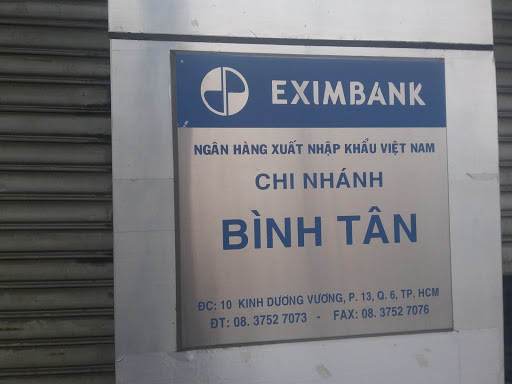 EXIMBANK
NGÂN HÀNG XUẤT NHẬP KHẨU VIỆT NAM
CHI NHÁNH
BÌNH TÂN
ĐC: 10 KINH DƯƠNG VƯƠNG, P. 13, Q. 6, TP. HCM
ĐT: 08. 3752 7073 - FAX: 08. 3752 7076